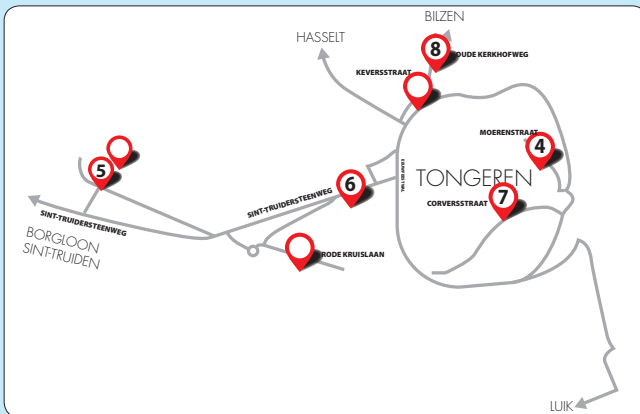 BILZEN
HASSELT
8
OUDE KERKHOFWEG
KEVERSSTRAAT
MOERENSTRAAT
4
5
6
TONGEREN
7
CORVERSSTRAAT
SINT-TRUIDERSTEENWEG
SINT-TRUIDERSTEENWEG
BORGLOON
SINT-TRUIDEN
RODE KRUISLAAN
LUIK